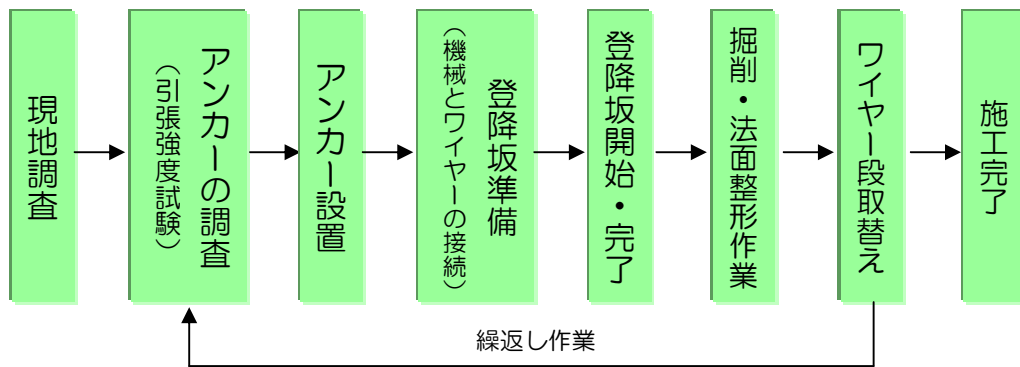 現地調査
アンカーの調査
（引張強度試験）
アンカー設置
登降坂準備
（機械とワイヤーの接続）
登降坂開始・完了
掘削・法面整形作業
ワイヤー段取替え
施工完了
繰返し作業